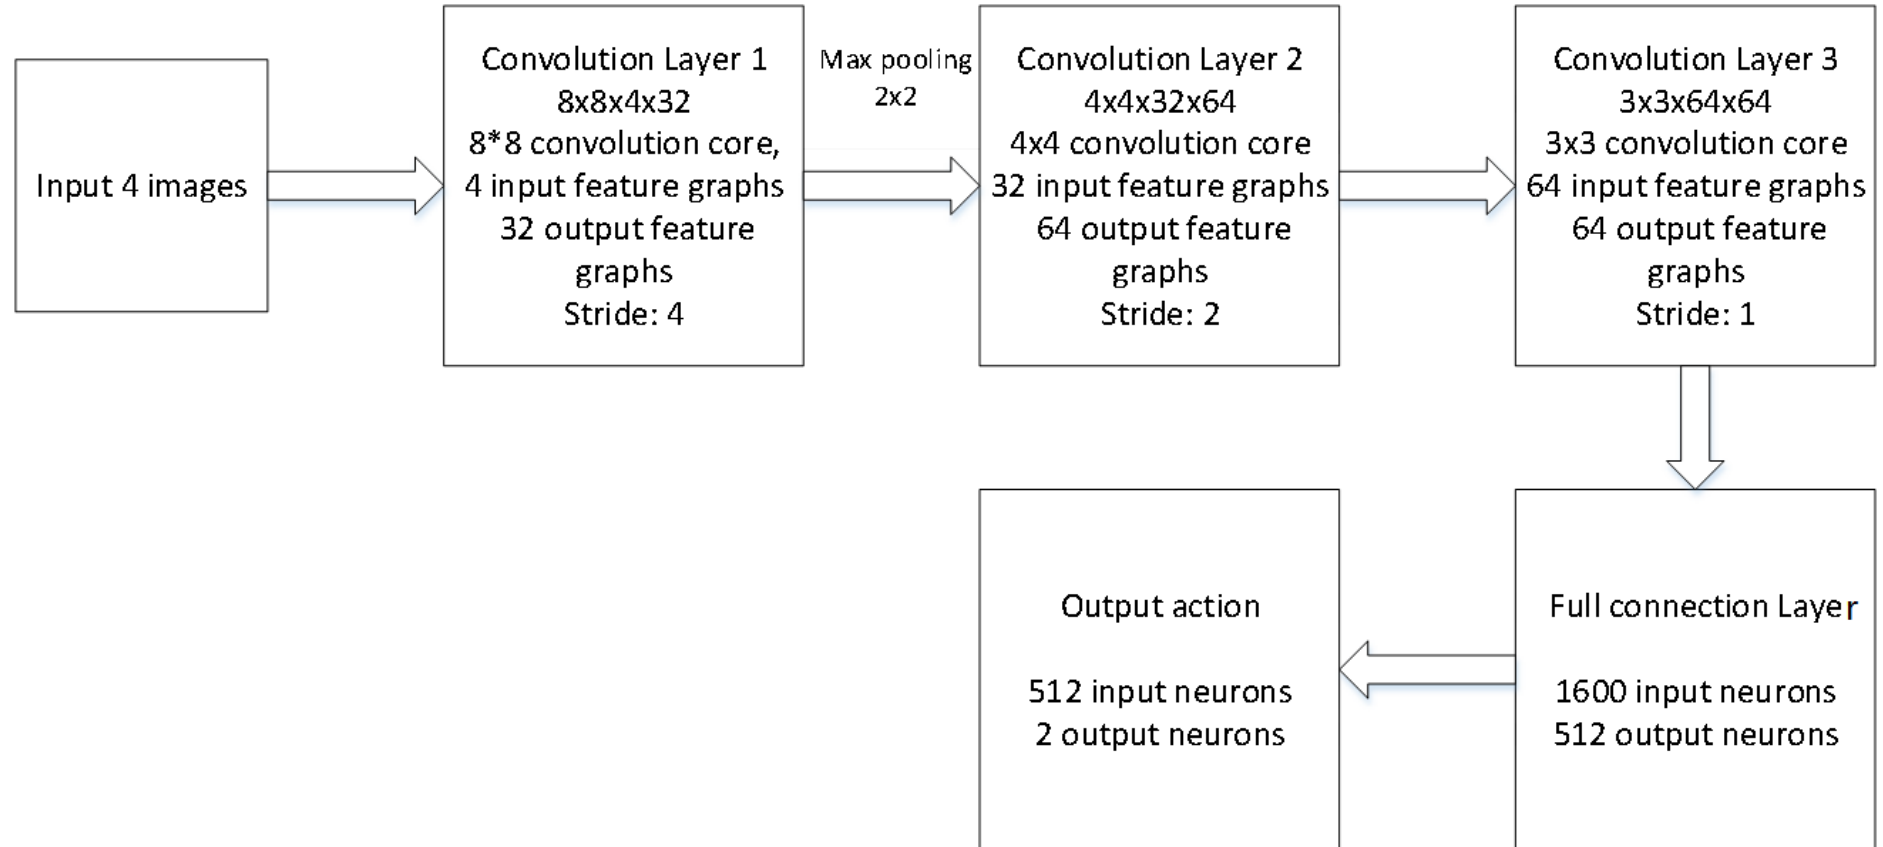 Input 4 images
Convolution Layer 1
8x8x4x32
8*8 convolution core,
4 input feature graphs
32 output feature
graphs
Stride: 4
Max pooling
2x2
Convolution Layer 2
4x4x32x64
4x4 convolution core
32 input feature graphs
64 output feature
graphs
Stride: 2
Convolution Layer 3
3x3x64x64
3x3 convolution core
64 input feature graphs
64 output feature
graphs
Stride: 1
Full connection Layer
1600 input neurons
512 output neurons
Output action
512 input neurons
2 output neurons